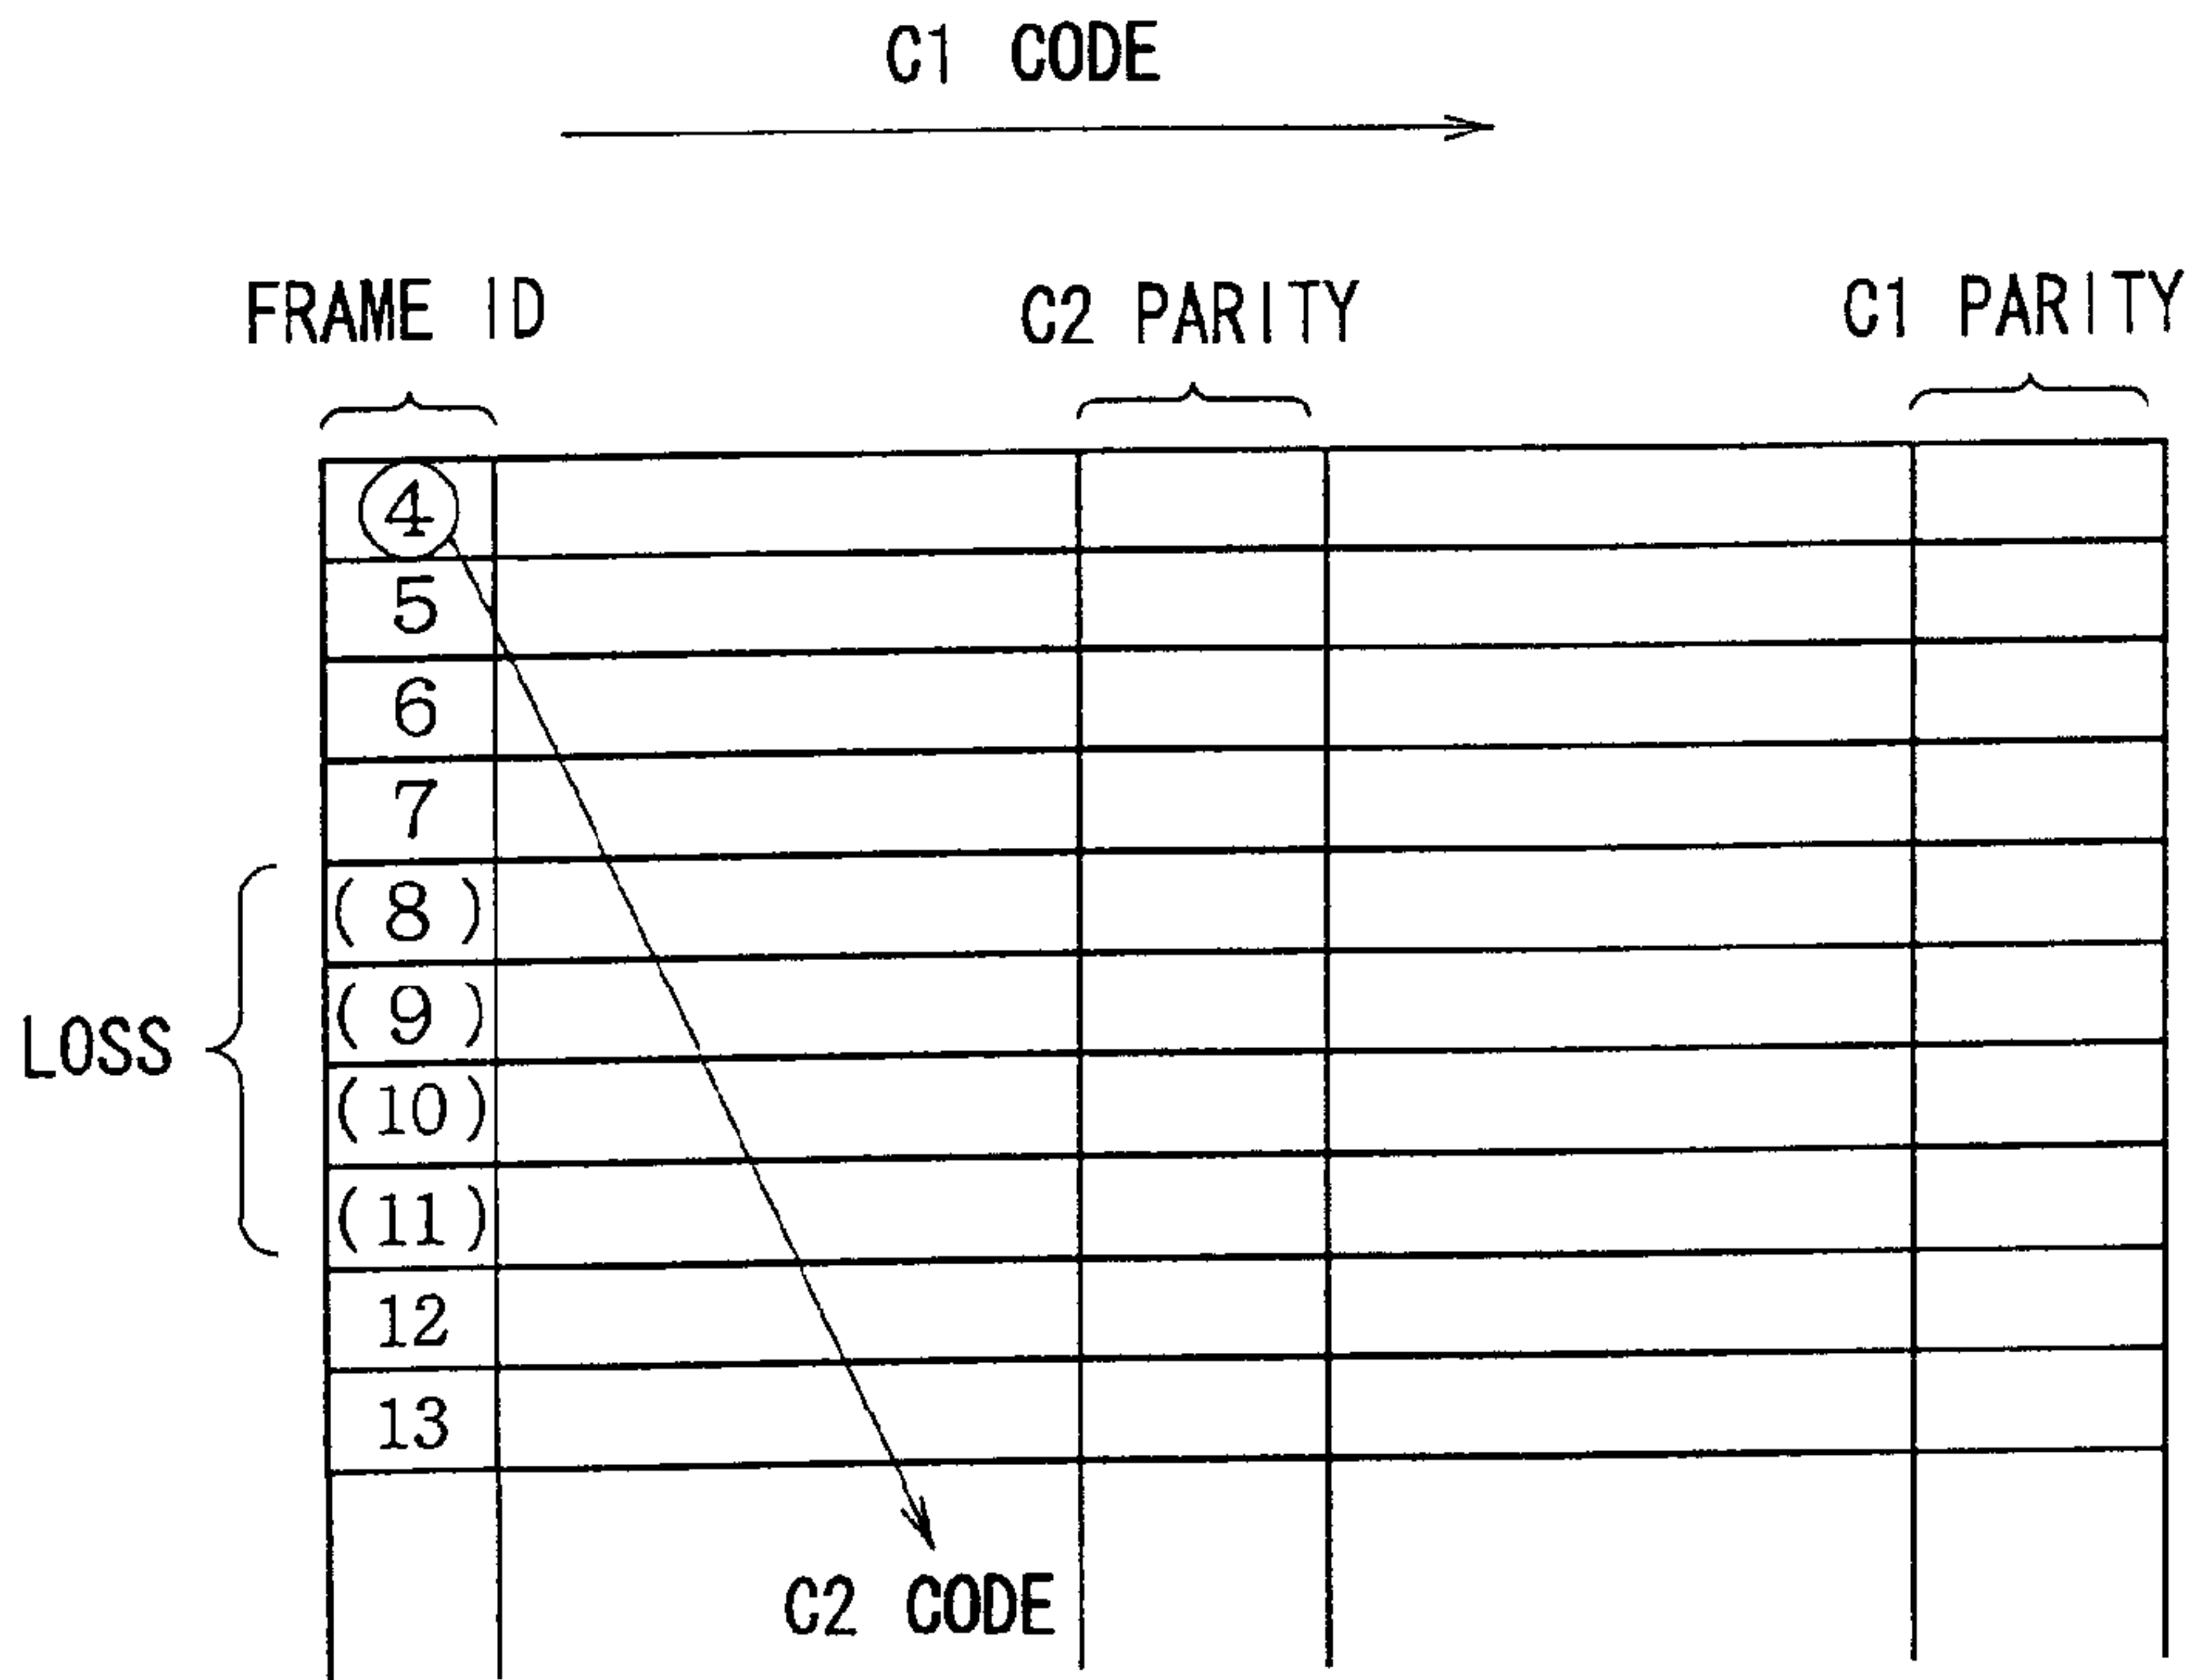 C1 CODE
FRAME ID
C2 PARITY
C1 PARITY
4
5
6
7
(8)
(9)
LOSS
(10)
(11)
12
13
C2 CODE